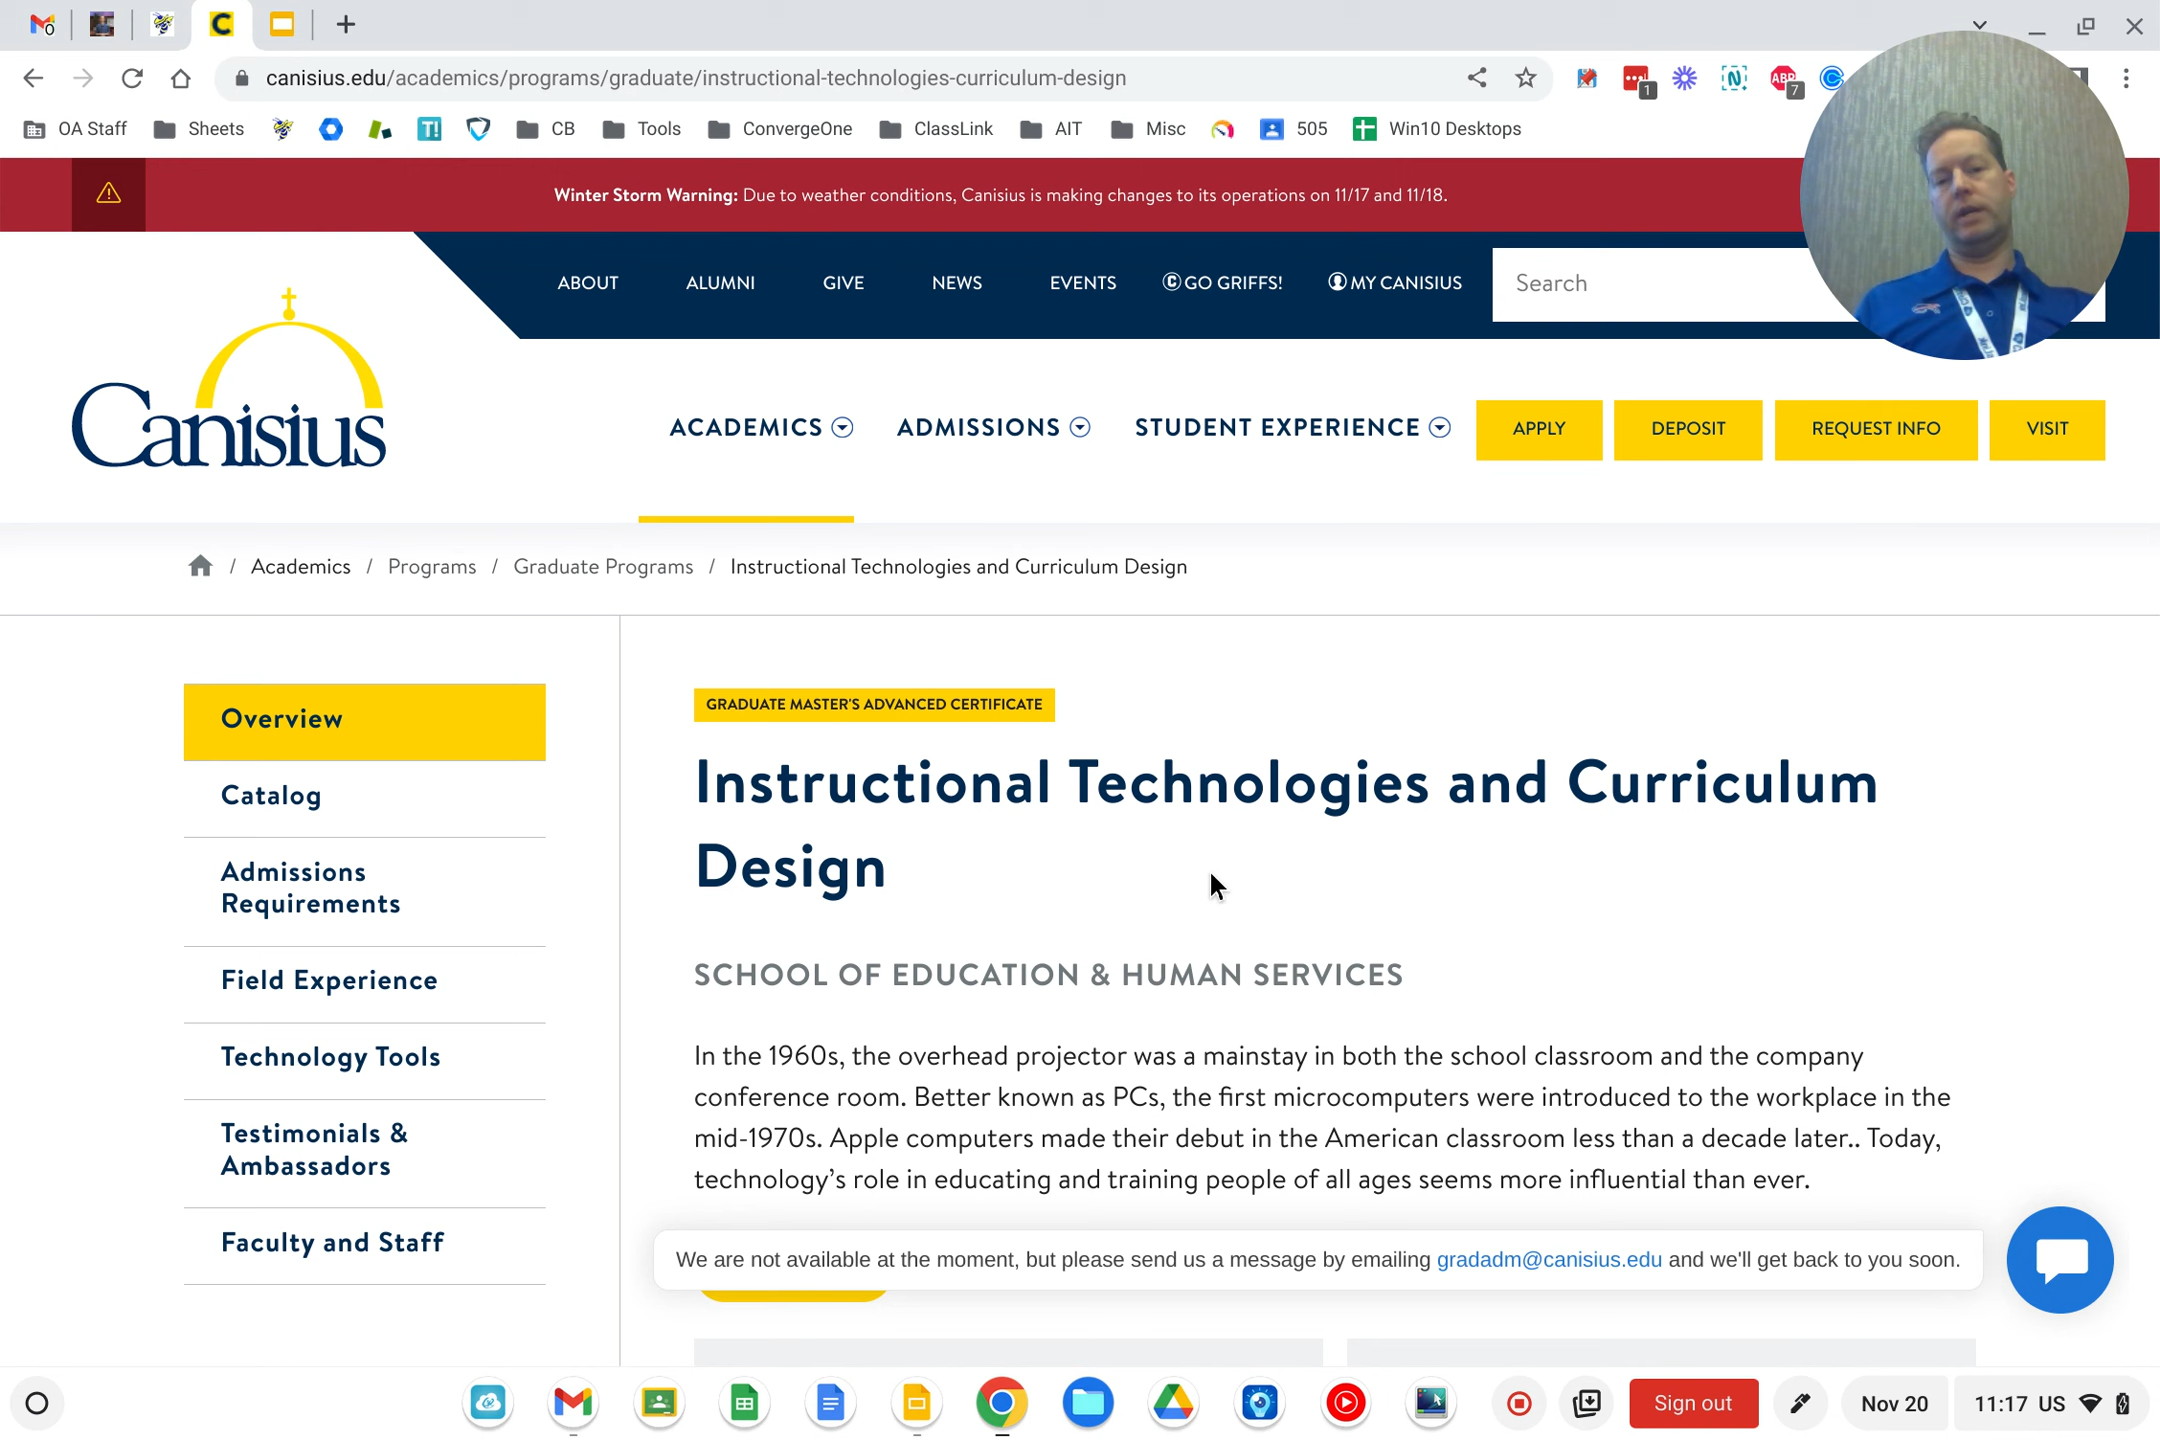 canisius.edu/academics/programs/graduate/instructional-technologies-curriculum-design
1
ABP
7
OA Staff
Sheets
T!
CB
Tools
ConvergeOne
ClassLink
AIT
Misc
505
Win10 Desktops
Winter Storm Warning: Due to weather conditions, Canisius is making changes to its operations on 11/17 and 11/18.
ABOUT
ALUMNI
GIVE
NEWS
EVENTS
GO GRIFFS!
MY CANISIUS
Search
Canisius
ACADEMICS
ADMISSIONS
STUDENT EXPERIENCE
APPLY
DEPOSIT
REQUEST INFO
VISIT
/ Academics / Programs / Graduate Programs / Instructional Technologies and Curriculum Design
Overview
Catalog
Admissions
Requirements
Field Experience
Technology Tools
Testimonials &
Ambassadors
Faculty and Staff
GRADUATE MASTER'S ADVANCED CERTIFICATE
Instructional Technologies and Curriculum
Design
SCHOOL OF EDUCATION & HUMAN SERVICES
In the 1960s, the overhead projector was a mainstay in both the school classroom and the company
conference room. Better known as PCs, the first microcomputers were introduced to the workplace in the
mid-1970s. Apple computers made their debut in the American classroom less than a decade later.. Today,
technology’s role in educating and training people of all ages seems more influential than ever.
We are not available at the moment, but please send us a message by emailing gradadm@canisius.edu and we'll get back to you soon.
Sign out
Nov 20
11:17 US